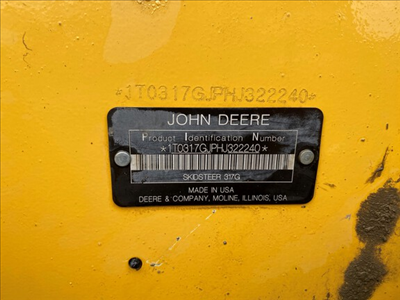 *1T0317GJPHJ322240*
JOHN DEERE
Product Identification Number
*1T0317GJPHJ322240*
SKIDSTEER 317G
MADE IN USA
DEERE & COMPANY, MOLINE, ILLINOIS, USA